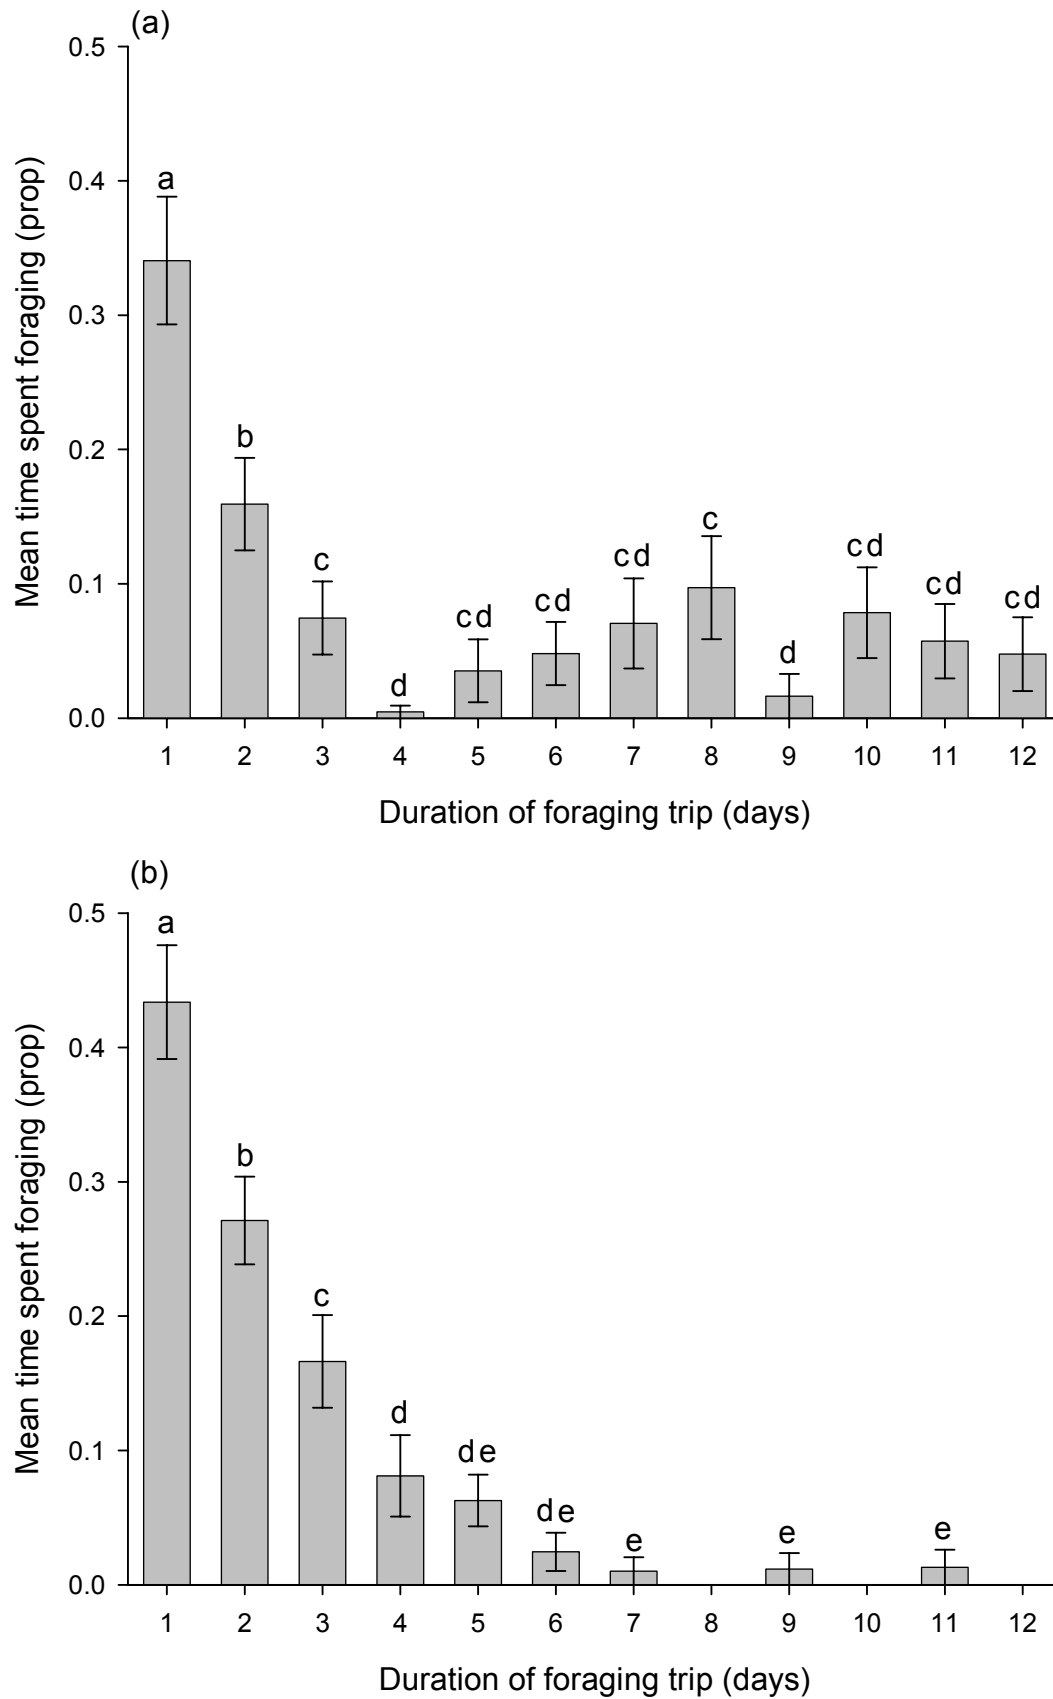 (a)
0.5
0.4
0.3
0.2
0.1
0.0
Mean time spent foraging (prop)
a
b
c
d
cd
cd
cd
c
d
cd
cd
cd
1 2 3 4 5 6 7 8 9 10 11 12
Duration of foraging trip (days)
(b)
0.5
0.4
0.3
0.2
0.1
0.0
Mean time spent foraging (prop)
a
b
c
d
de
de
e
e
e
1 2 3 4 5 6 7 8 9 10 11 12
Duration of foraging trip (days)